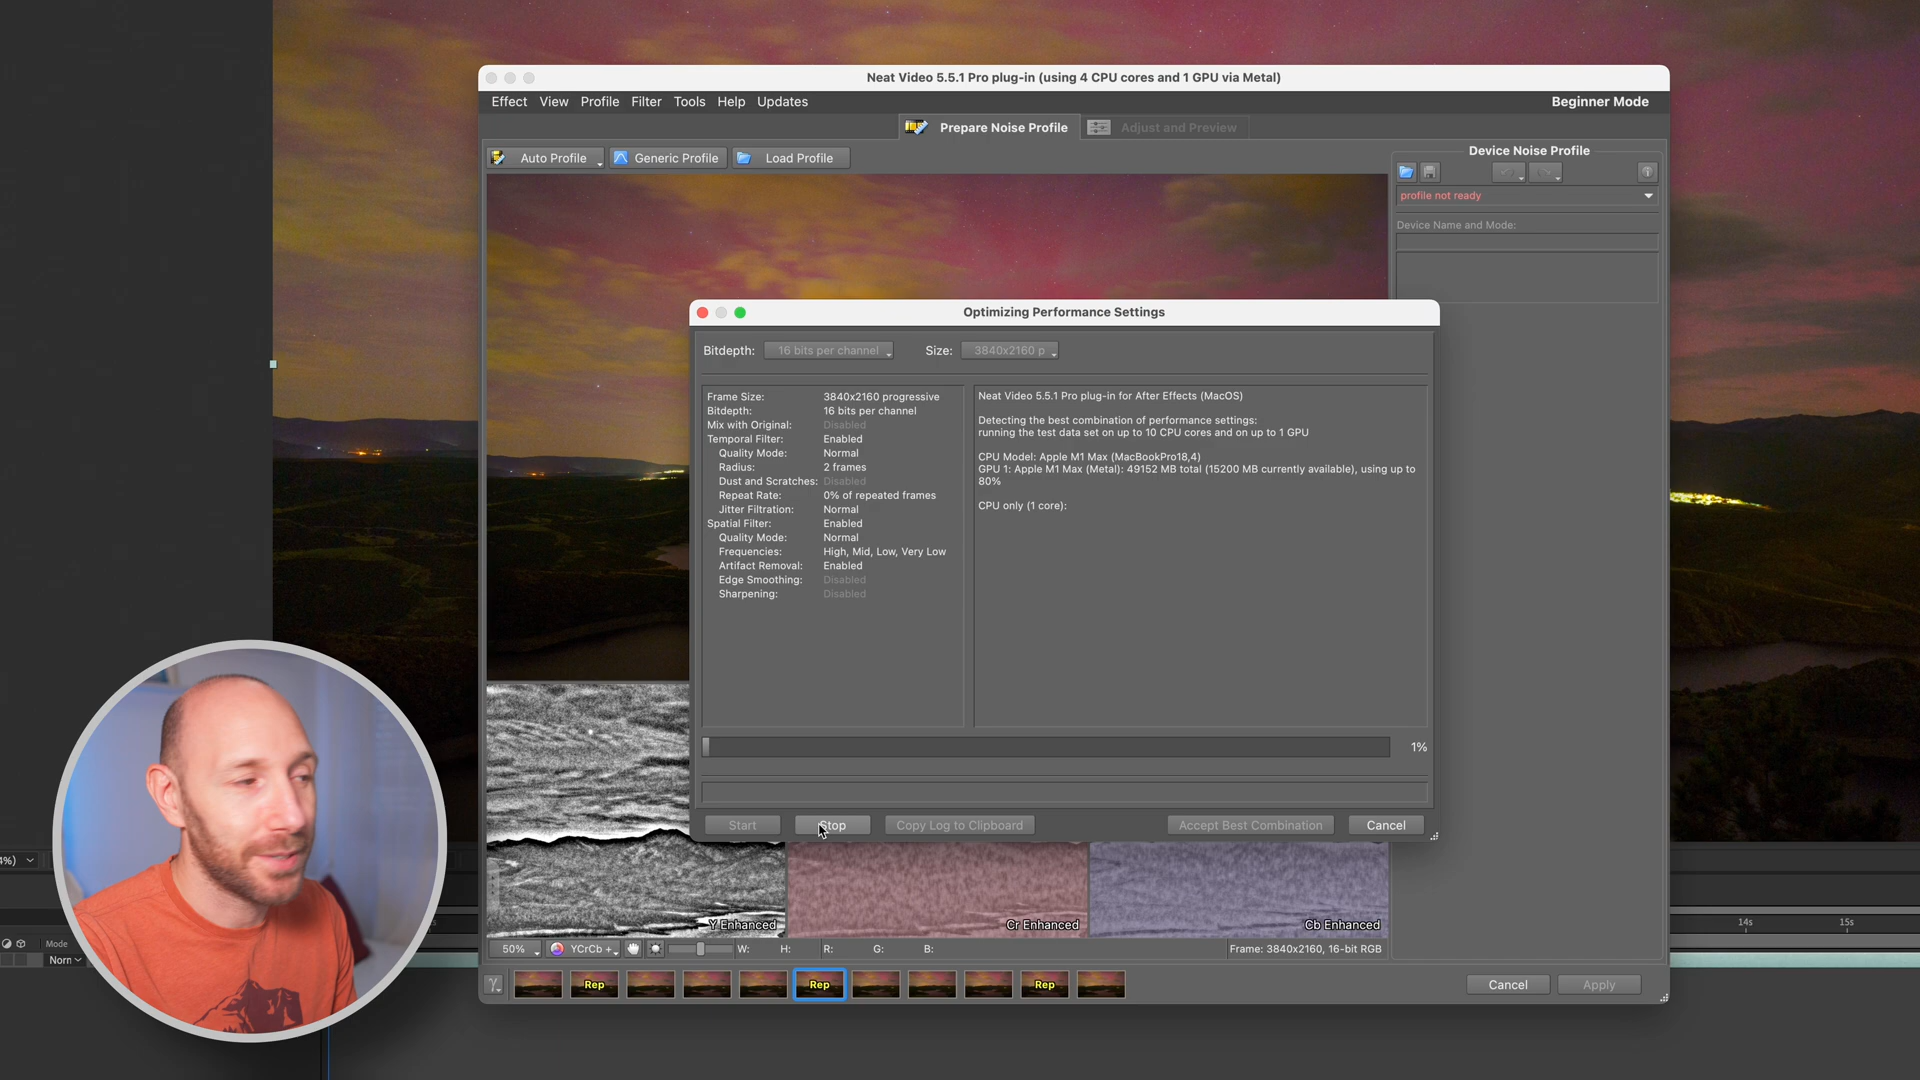 Neat Video 5.5.1 Pro plug-in (using 4 CPU cores and 1 GPU via Metal)
Effect View Profile Filter Tools Help Updates
Beginner Mode
Prepare Noise Profile
Adjust and Preview
Auto Profile
Generic Profile
Load Profile
Device Noise Profile
profile not ready
Device Name and Mode:
Optimizing Performance Settings
Bitdepth: 16 bits per channel
Size: 3840x2160 p
Frame Size: 3840x2160 progressive
Bitdepth: 16 bits per channel
Mix with Original: Disabled
Temporal Filter: Enabled
Quality Mode: Normal
Radius: 2 frames
Dust and Scratches: Disabled
Repeat Rate: 0% of repeated frames
Jitter Filtration: Normal
Spatial Filter: Enabled
Quality Mode: Normal
Frequencies: High, Mid, Low, Very Low
Artifact Removal: Enabled
Edge Smoothing: Disabled
Sharpening: Disabled
Neat Video 5.5.1 Pro plug-in for After Effects (MacOS)
Detecting the best combination of performance settings:
running the test data set on up to 10 CPU cores and on up to 1 GPU
CPU Model: Apple M1 Max (MacBookPro18,4)
GPU 1: Apple M1 Max (Metal): 49152 MB total (15200 MB currently available), using up to
80%
CPU only (1 core):
1%
Start
Stop
Copy Log to Clipboard
Accept Best Combination
Cancel
4%)
Y Enhanced
Cr Enhanced
Cb Enhanced
14s
15s
Mode
Norn
50%
YCrCb +
W: H: R: G: B:
Frame: 3840x2160, 16-bit RGB
Rep
Rep
Rep
Cancel
Apply